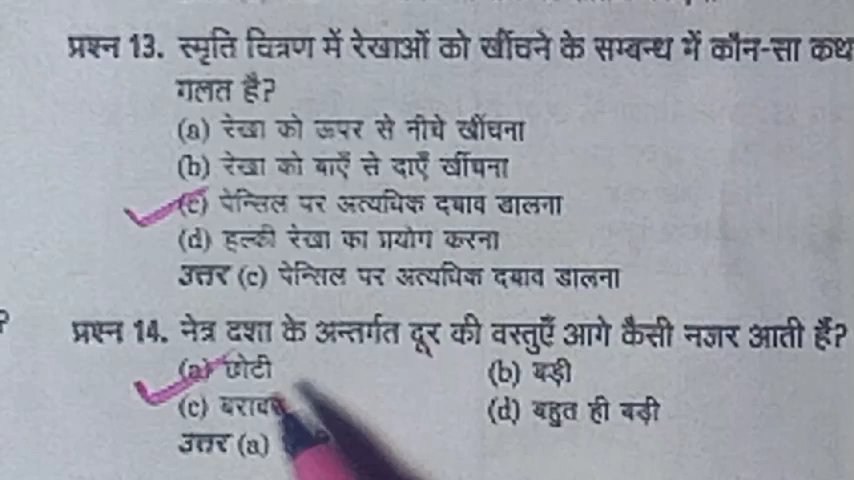 प्रश्न 13. स्मृति चित्रण में रेखाओं को खींचने के सम्बन्ध में कौन-सा कथ
गलत है?
(a) रेखा को ऊपर से नीचे खींचना
(b) रेखा को बाएँ से दाएँ खींचना
(c) पेन्सिल पर अत्यधिक दबाव डालना
(d) हल्की रेखा का प्रयोग करना
उत्तर (c) पेन्सिल पर अत्यधिक दबाव डालना
प्रश्न 14. नेत्र दशा के अन्तर्गत दूर की वस्तुएँ आगे कैसी नजर आती हैं?
(a) छोटी (b) बड़ी
(c) बराबर (d) बहुत ही बड़ी
उत्तर (a)